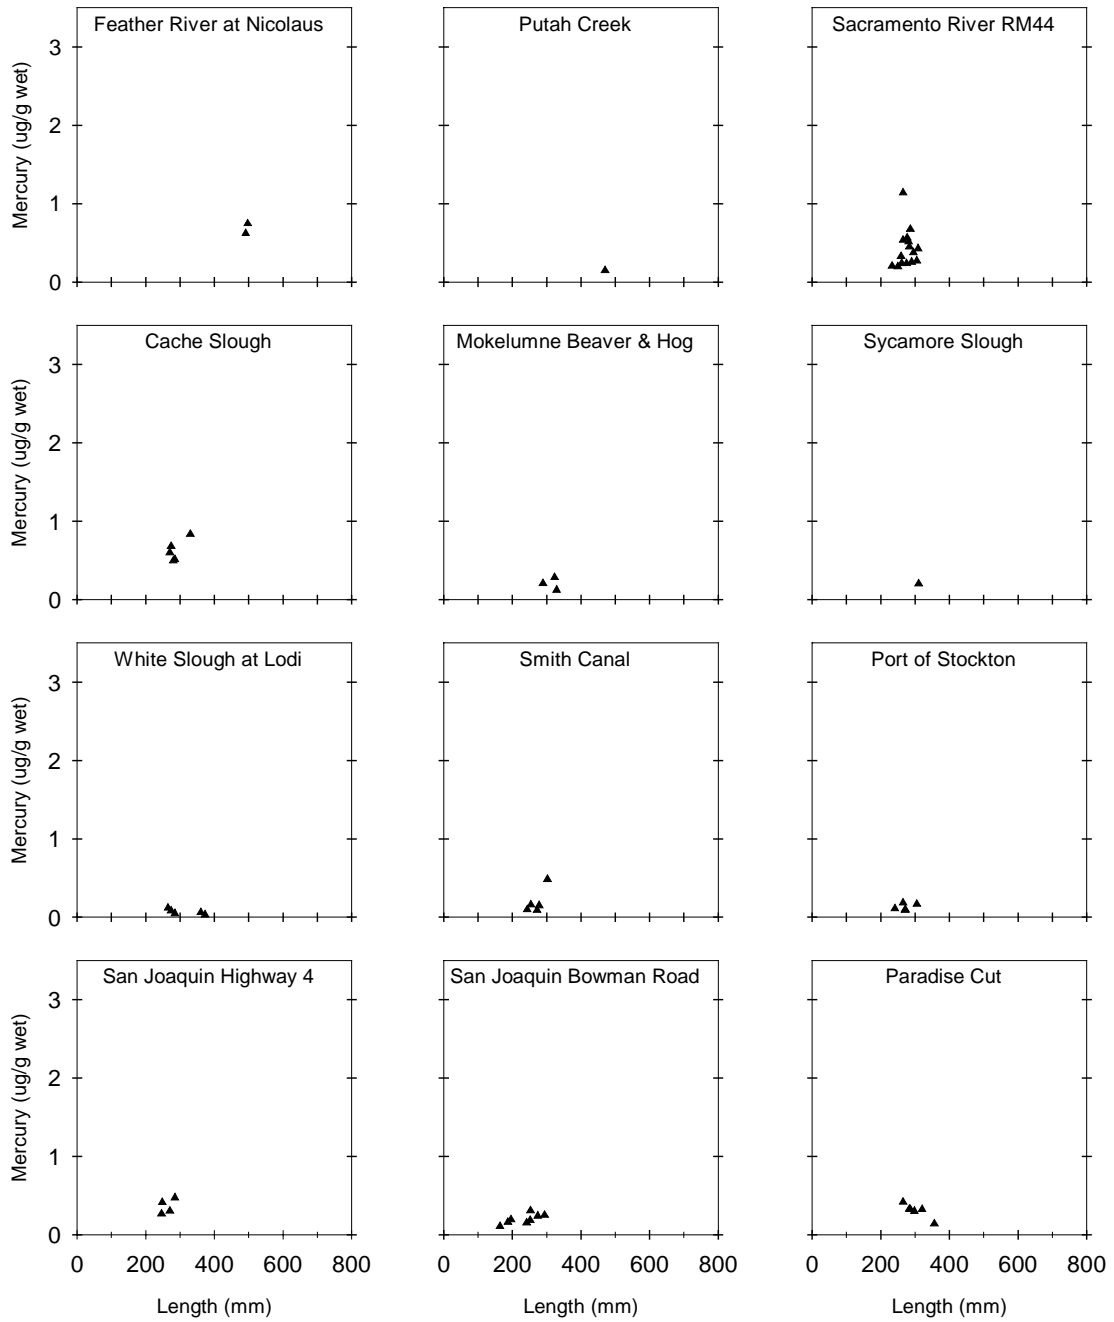 Feather River at Nicolaus
Putah Creek
Sacramento River RM44
Mercury (ug/g wet)
3
2
1
0
Cache Slough
Mokelumne Beaver & Hog
Sycamore Slough
Mercury (ug/g wet)
3
2
1
0
White Slough at Lodi
Smith Canal
Port of Stockton
Mercury (ug/g wet)
3
2
1
0
San Joaquin Highway 4
San Joaquin Bowman Road
Paradise Cut
Mercury (ug/g wet)
3
2
1
0
0 200 400 600 800
0 200 400 600 800
0 200 400 600 800
Length (mm)
Length (mm)
Length (mm)